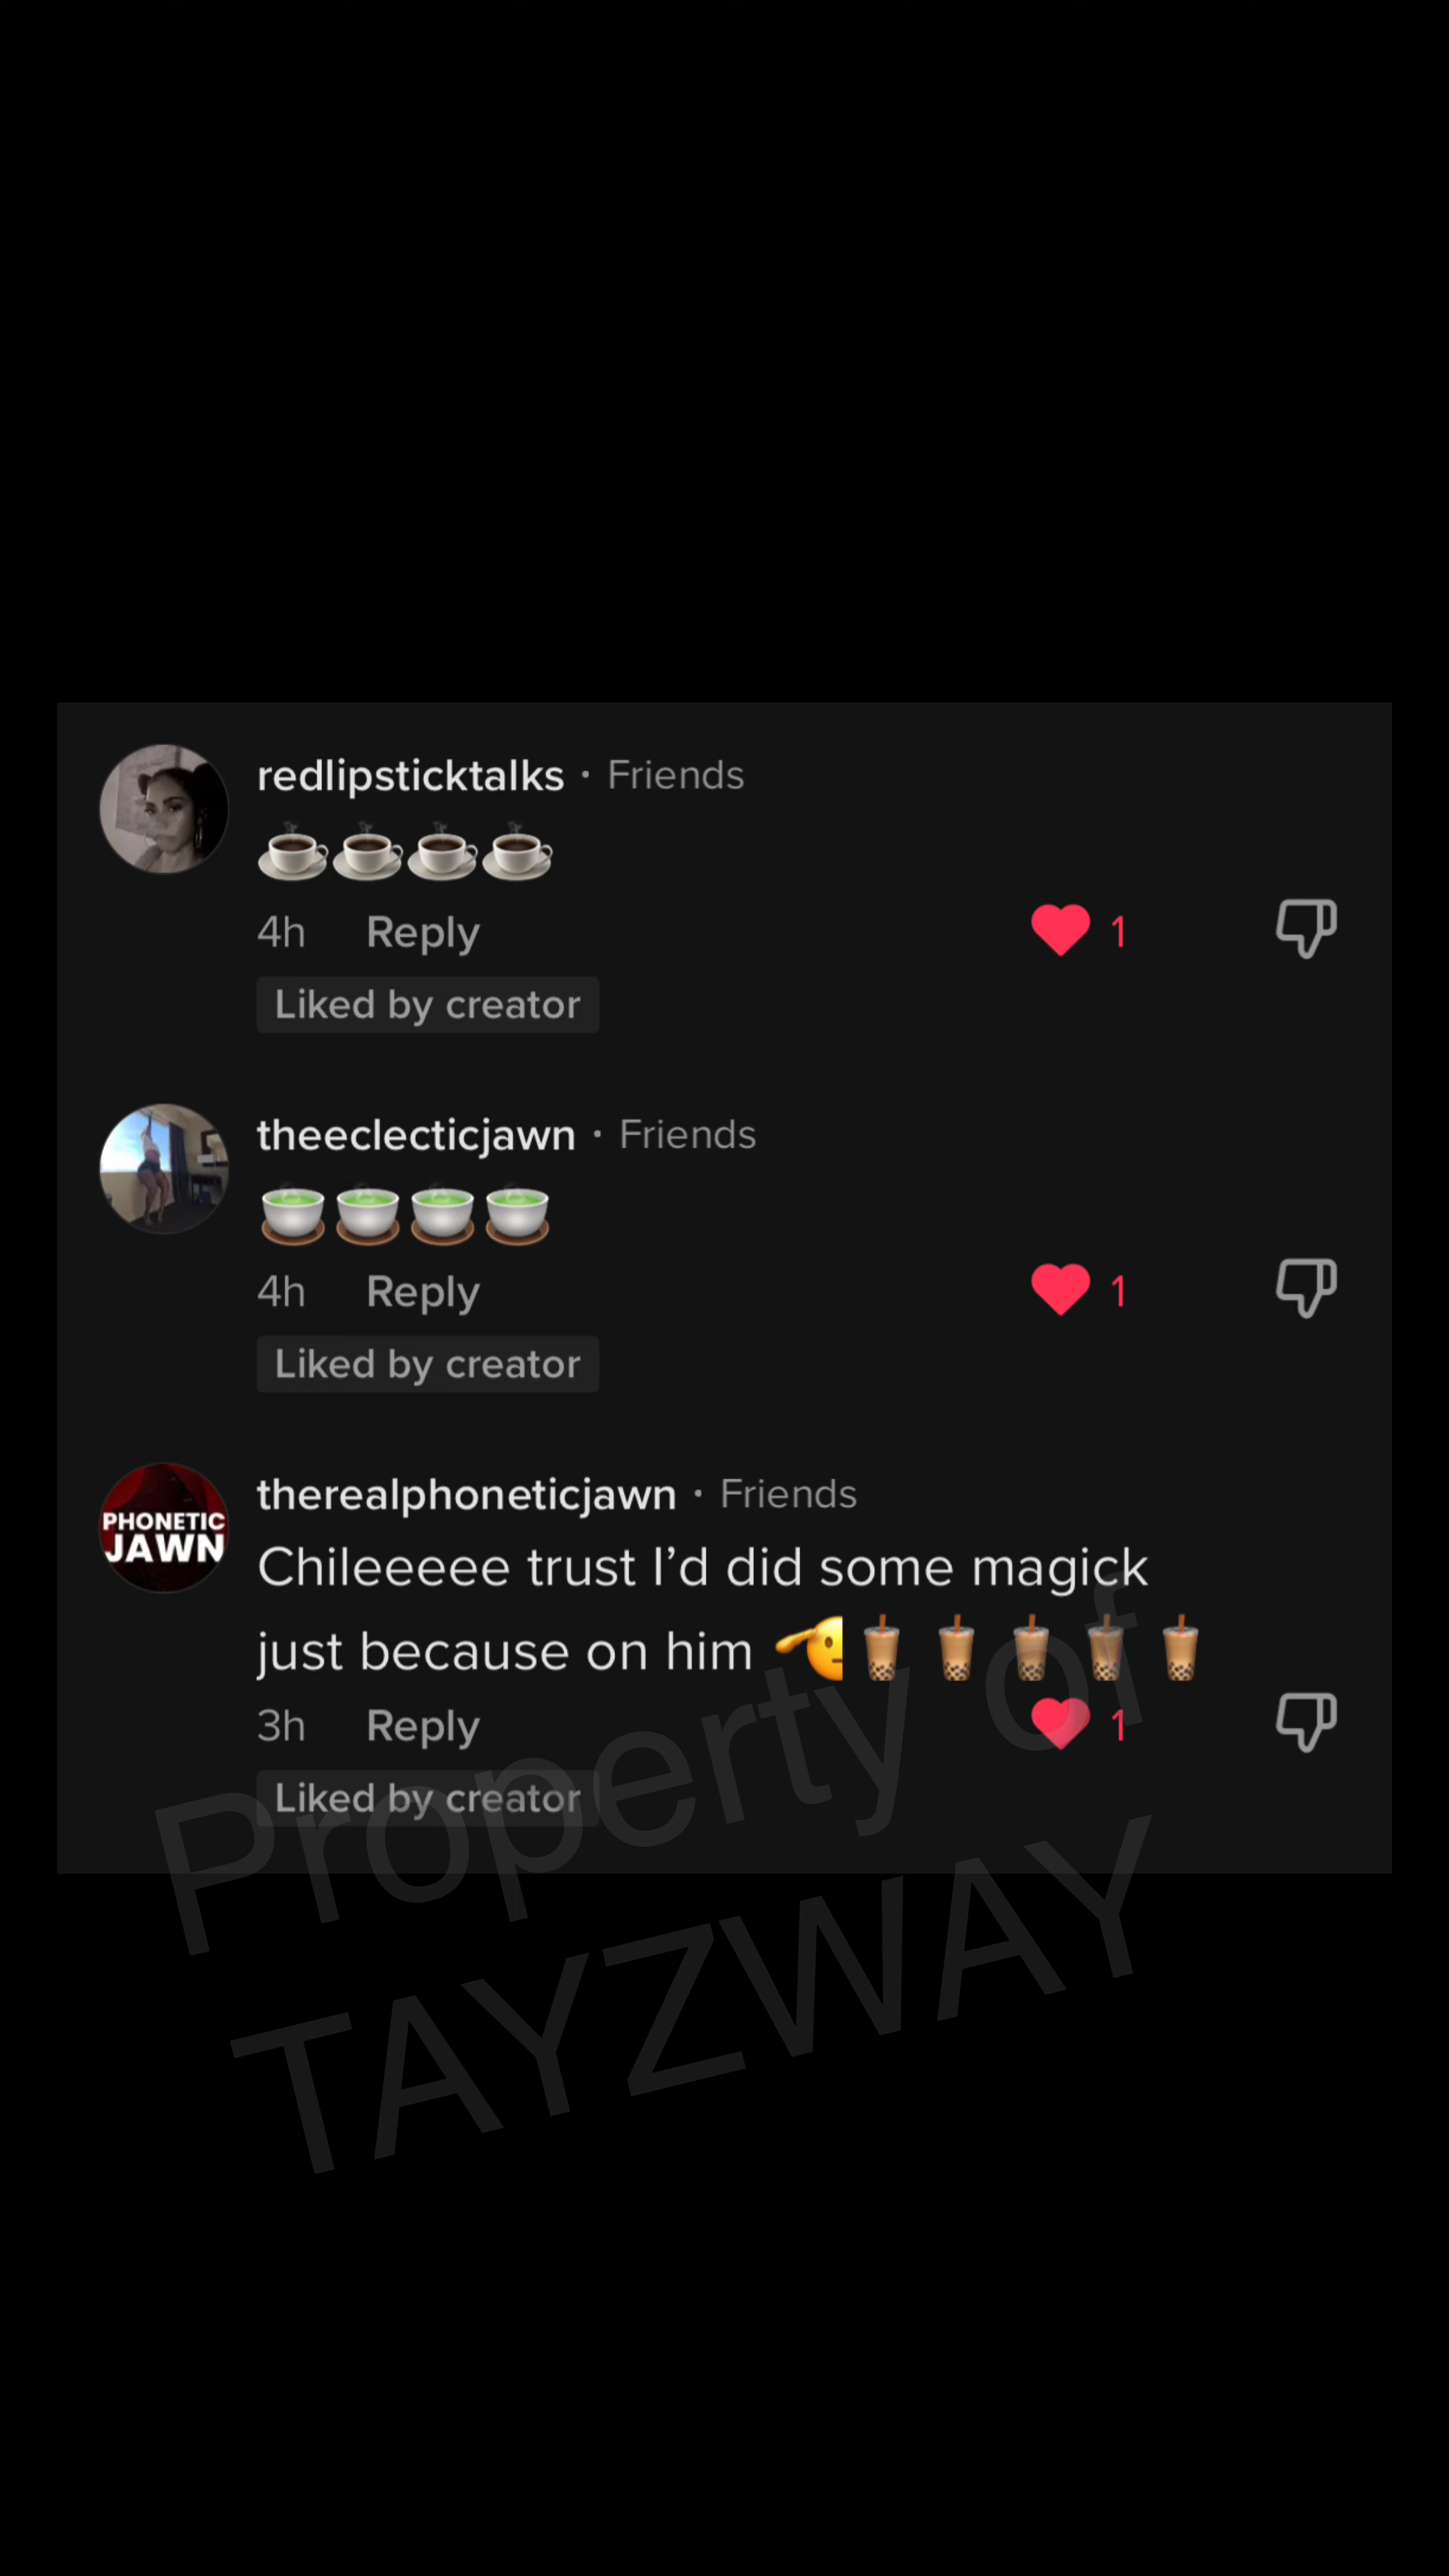 redlipsticktalks · Friends
☕☕☕☕
4h Reply 1
Liked by creator
theeclecticjawn · Friends
🍵🍵🍵🍵
4h Reply 1
Liked by creator
PHONETIC
JAWN
therealphoneticjawn · Friends
Chileeeee trust I’d did some magick
just because on him 🫡🧋🧋🧋🧋🧋
3h Reply 1
Liked by creator
Property of
TAYZWAY